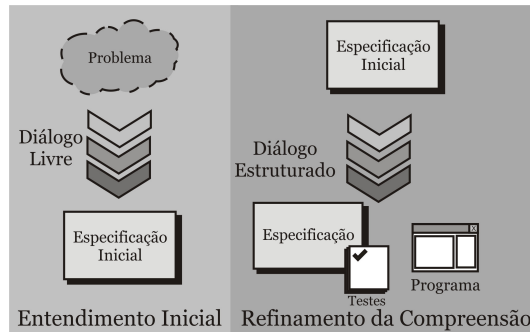 Problema
Diálogo
Livre
Especificação
Inicial
Entendimento Inicial
Especificação
Inicial
Diálogo
Estruturado
Especificação
Testes
X
Programa
Refinamento da Compreensão